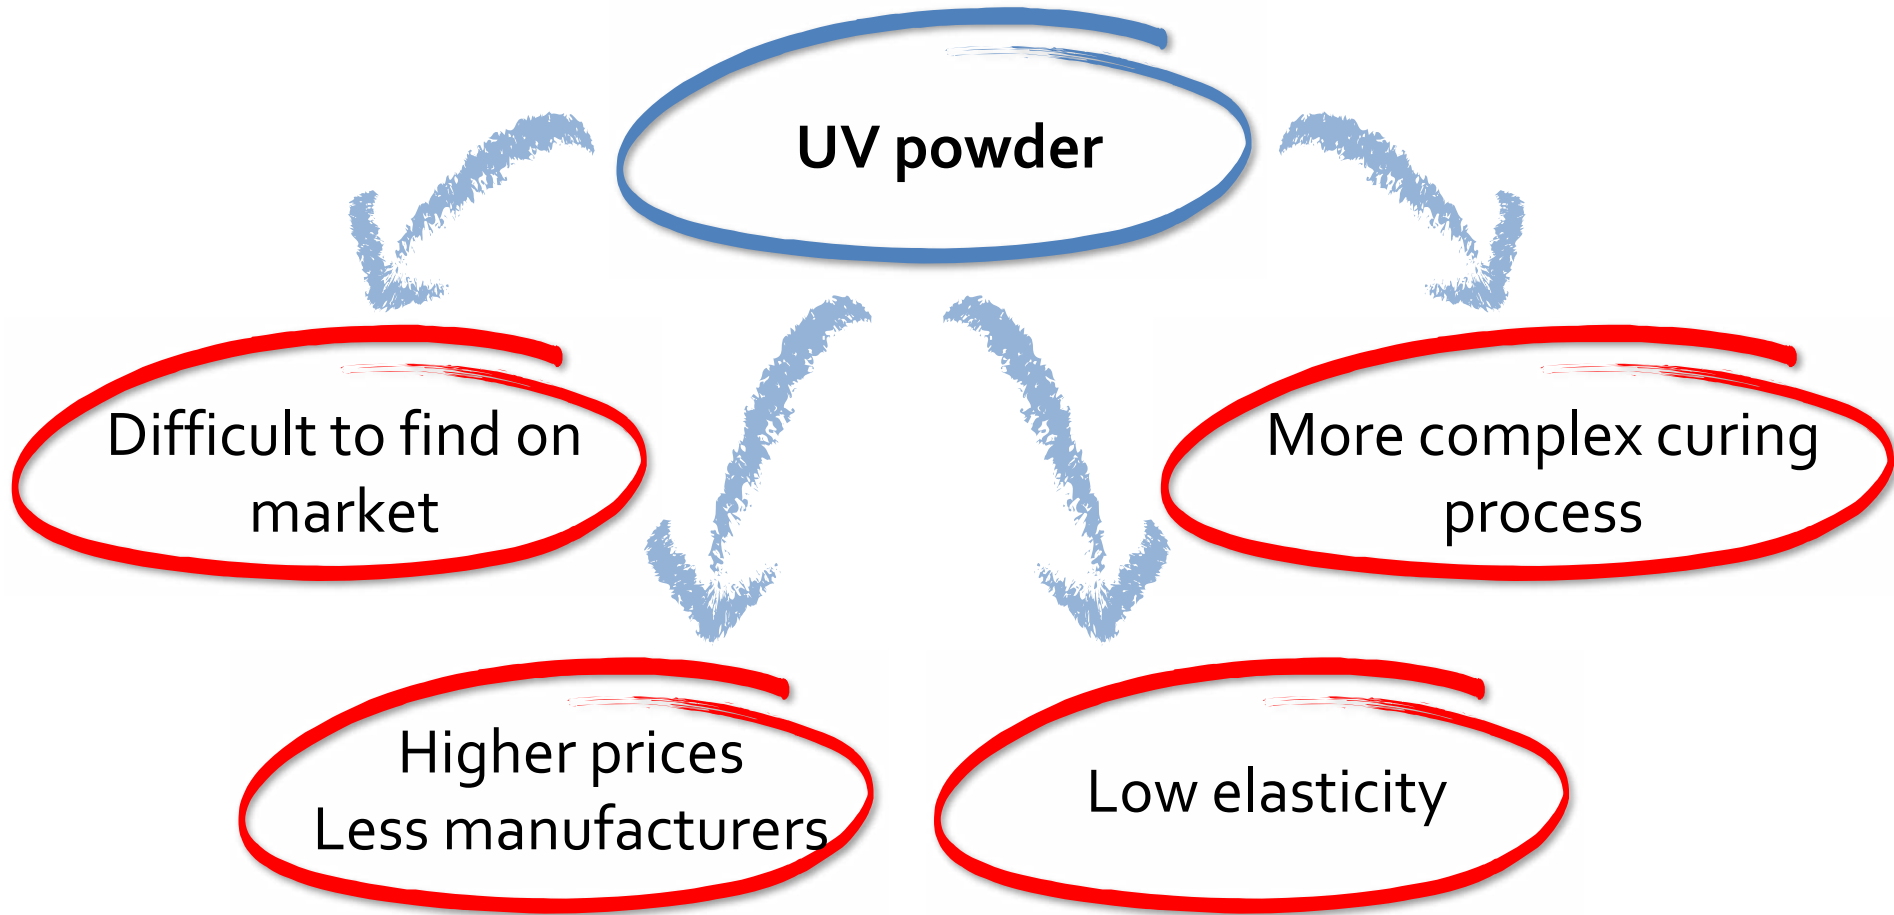 UV powder
Difficult to find on
market
More complex curing
process
Higher prices
Less manufacturers
Low elasticity